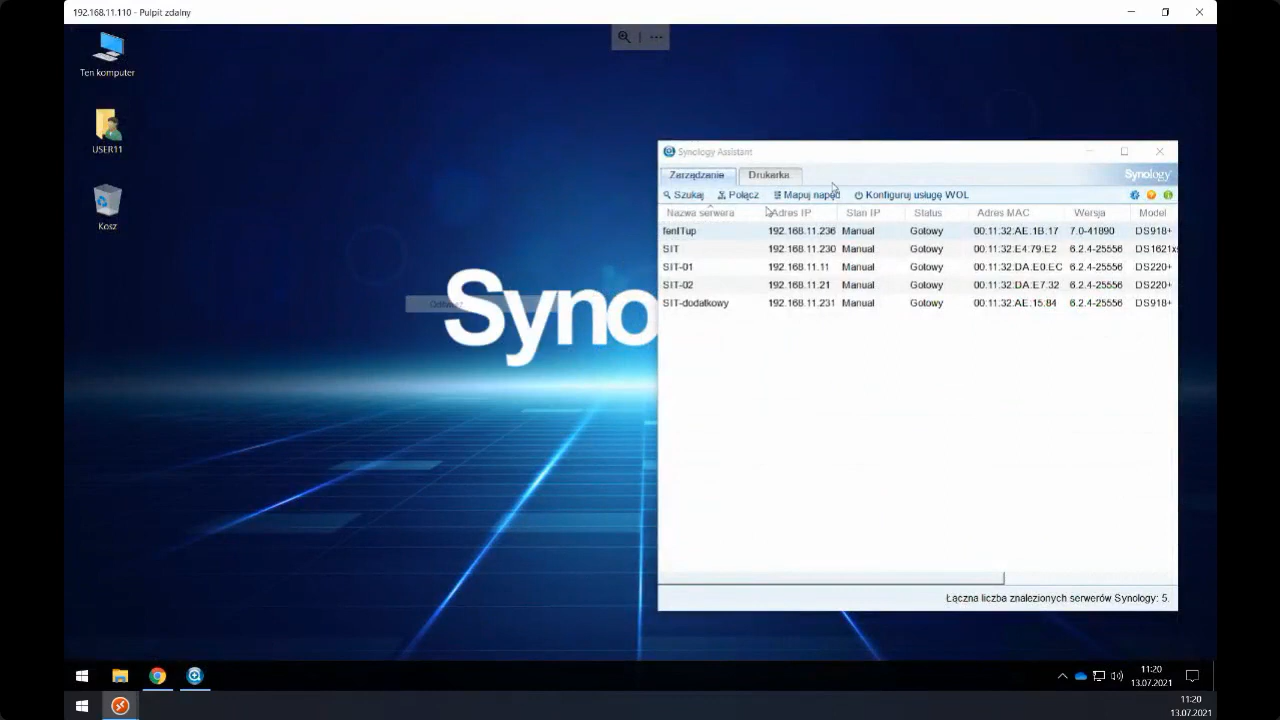 192.168.11.110 - Pulpit zdalny
Ten komputer
USER11
Kosz
Syno
Synology Assistant
Zarządzanie Drukarka Synology
Szukaj Połącz Mapuj napęd Konfiguruj usługę WOL
Nazwa serwera Adres IP Stan IP Status Adres MAC Wersja Model
fenITup 192.168.11.236 Manual Gotowy 00.11.32.AE.1B.17 7.0-41890 DS918+
SIT 192.168.11.230 Manual Gotowy 00.11.32.E4.79.E2 6.2.4-25556 DS1621xs
SIT-01 192.168.11.11 Manual Gotowy 00.11.32.DA.E0.EC 6.2.4-25556 DS220+
SIT-02 192.168.11.21 Manual Gotowy 00.11.32.DA.E7.32 6.2.4-25556 DS220+
SIT-dodatkowy 192.168.11.231 Manual Gotowy 00.11.32.AE.15.84 6.2.4-25556 DS918+
Łączna liczba znalezionych serwerów Synology: 5.
11:20
13.07.2021
11:20
13.07.2021